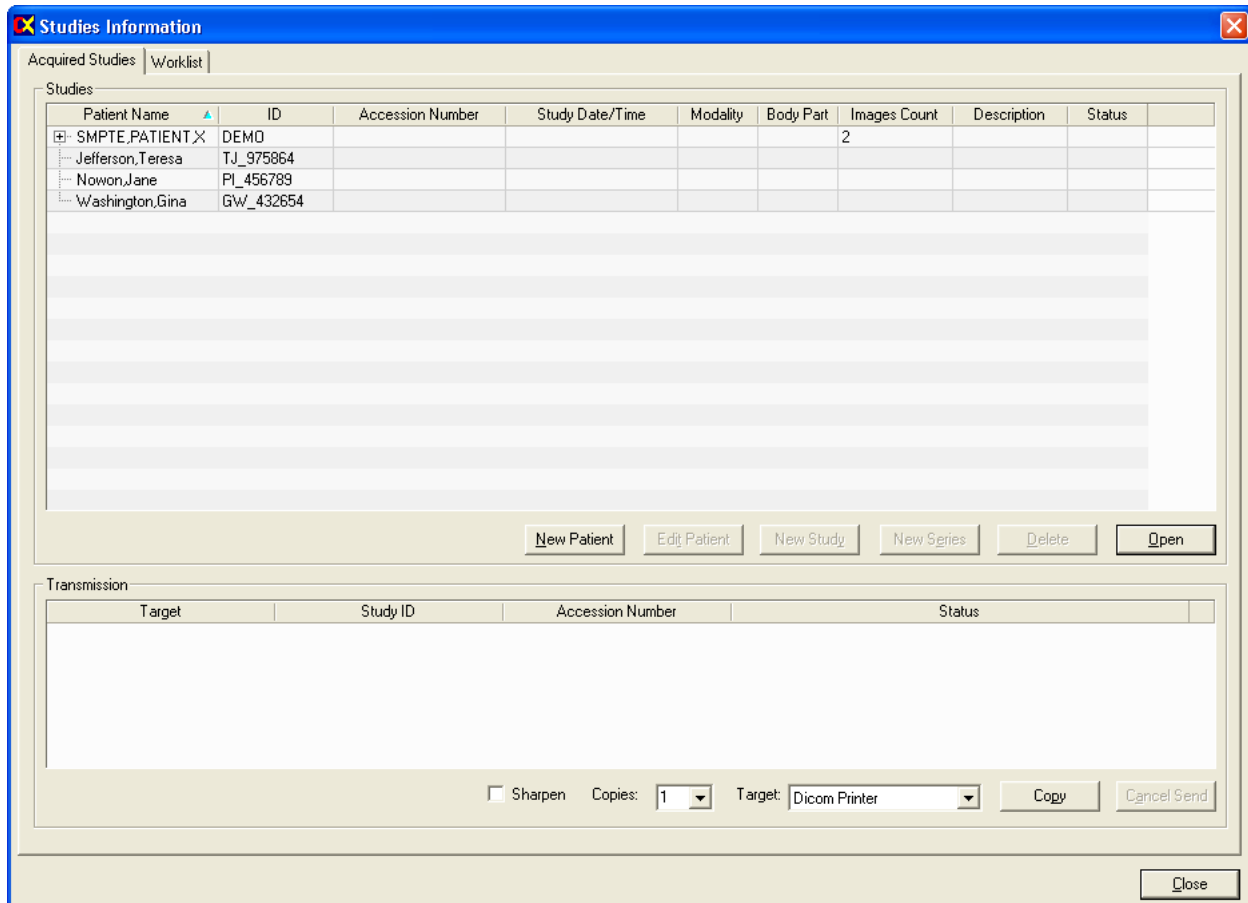 Studies Information
Acquired Studies Worklist
Studies
Patient Name ID Accession Number Study Date/Time Modality Body Part Images Count Description Status
SMPTE,PATIENT,X DEMO 2
Jefferson,Teresa TJ_975864
Nowon,Jane PI_456789
Washington,Gina GW_432654
New Patient Edit Patient New Study New Series Delete Open
Transmission
Target Study ID Accession Number Status
Sharpen Copies: 1 Target: Dicom Printer Copy Cancel Send
Close